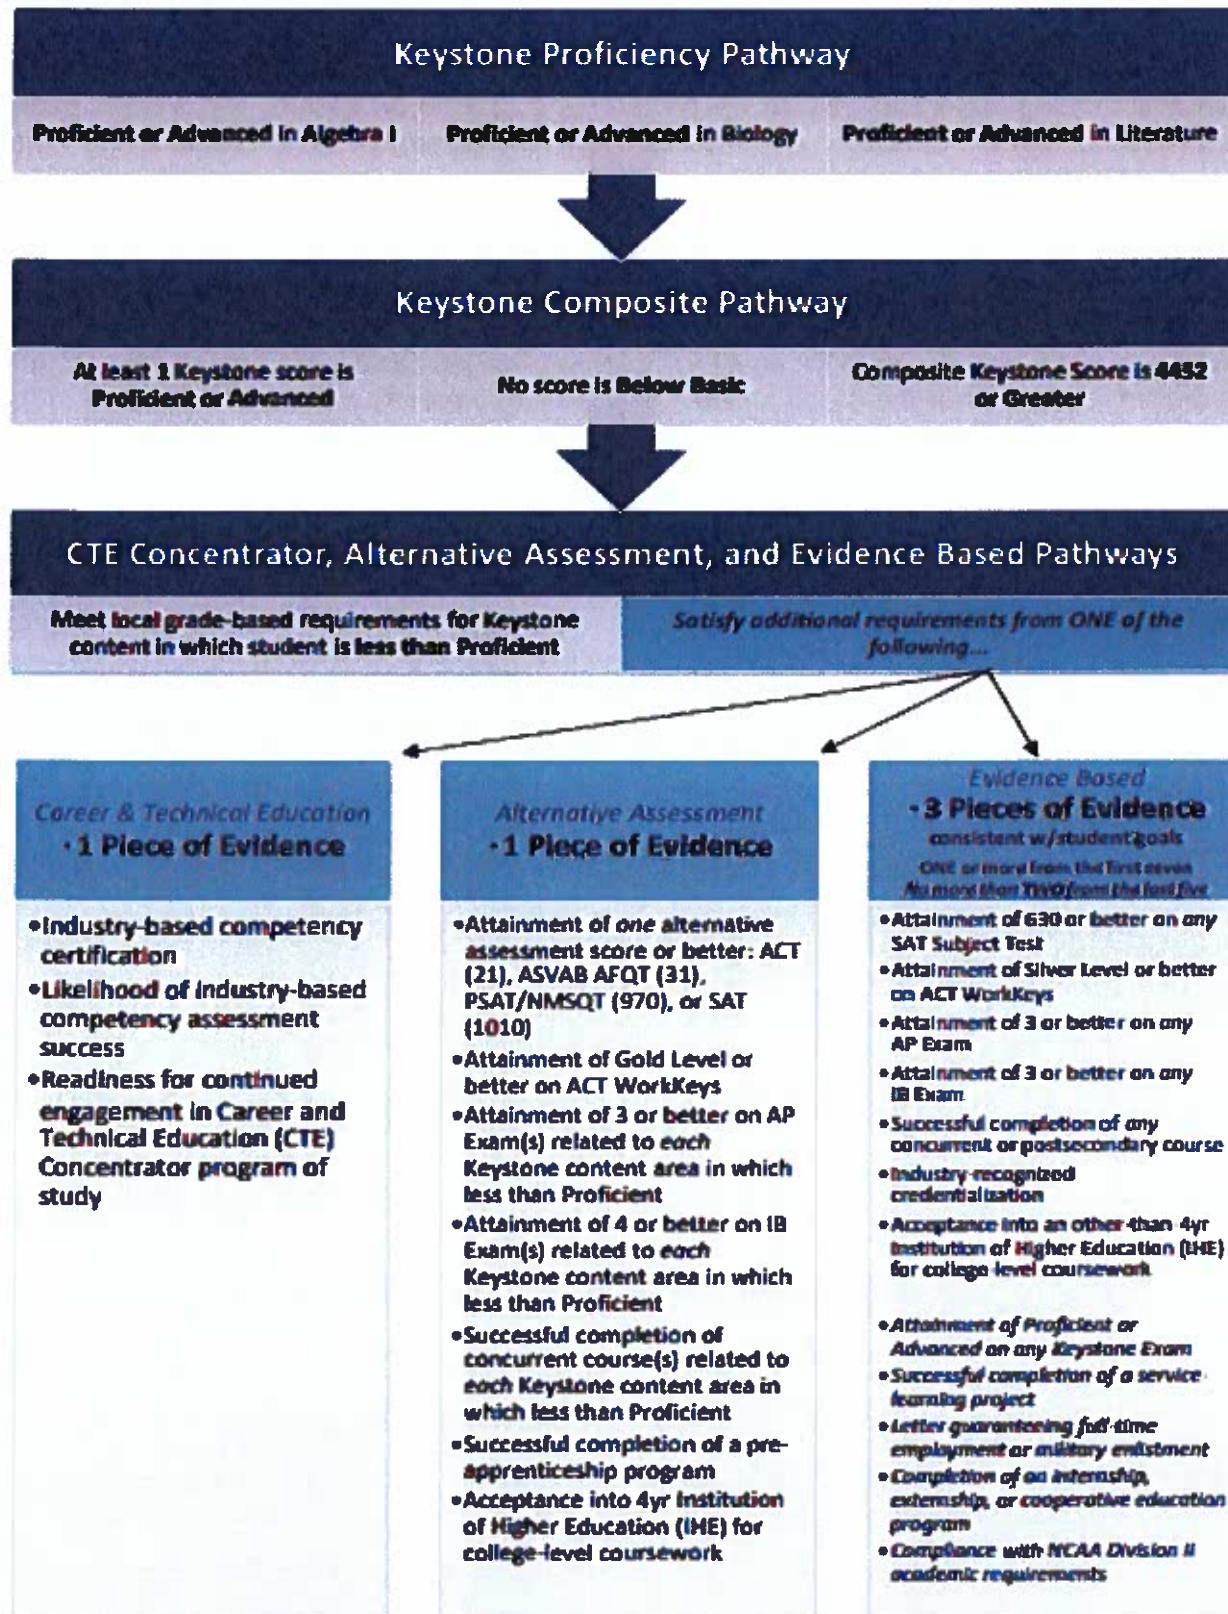 Keystone Proficiency Pathway
Proficient or Advanced in Algebra I
Proficient or Advanced in Biology
Proficient or Advanced in Literature
Keystone Composite Pathway
At least 1 Keystone score is
Proficient or Advanced
No score is Below Basic
Composite Keystone Score is 4452
or Greater
CTE Concentrator, Alternative Assessment, and Evidence Based Pathways
Meet local grade-based requirements for Keystone
content in which student is less than Proficient
Satisfy additional requirements from ONE of the
following...
Career & Technical Education
• 1 Piece of Evidence
•Industry-based competency
certification
•Likelihood of industry-based
competency assessment
success
•Readiness for continued
engagement in Career and
Technical Education (CTE)
Concentrator program of
study
Alternative Assessment
• 1 Piece of Evidence
•Attainment of one alternative
assessment score or better: ACT
(21), ASVAB AFQT (31),
PSAT/NMSQT (970), or SAT
(1010)
•Attainment of Gold Level or
better on ACT WorkKeys
•Attainment of 3 or better on AP
Exam(s) related to each
Keystone content area in which
less than Proficient
•Attainment of 4 or better on IB
Exam(s) related to each
Keystone content area in which
less than Proficient
•Successful completion of
concurrent course(s) related to
each Keystone content area in
which less than Proficient
•Successful completion of a pre-
apprenticeship program
•Acceptance into 4yr Institution
of Higher Education (IHE) for
college-level coursework
Evidence Based
• 3 Pieces of Evidence
consistent w/student goals
ONE or more from the first seven
No more than TWO from the last five
•Attainment of 630 or better on any
SAT Subject Test
•Attainment of Silver Level or better
on ACT WorkKeys
•Attainment of 3 or better on any
AP Exam
•Attainment of 3 or better on any
IB Exam
•Successful completion of any
concurrent or postsecondary course
•Industry-recognized
credentialization
•Acceptance into an other-than-4yr
Institution of Higher Education (IHE)
for college-level coursework
•Attainment of Proficient or
Advanced on any Keystone Exam
•Successful completion of a service-
learning project
•Letter guaranteeing full-time
employment or military enlistment
•Completion of an internship,
externship, or cooperative education
program
•Compliance with NCAA Division II
academic requirements